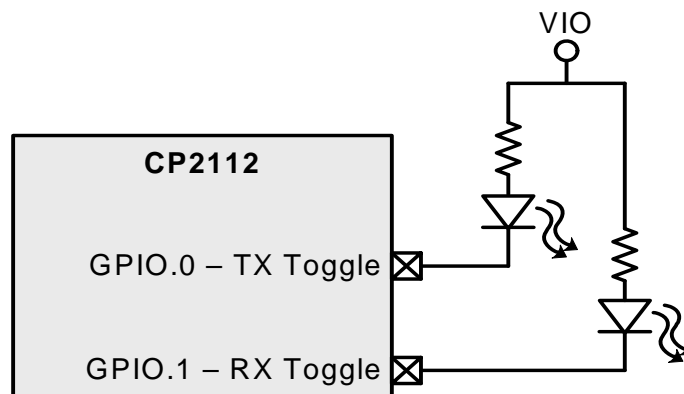 VIO
CP2112
GPIO.0 – TX Toggle
GPIO.1 – RX Toggle